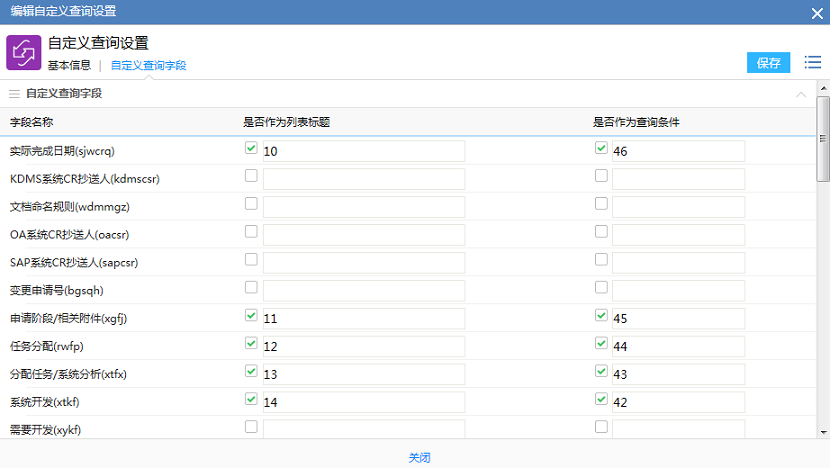 编辑自定义查询设置
自定义查询设置
基本信息 | 自定义查询字段
保存
自定义查询字段
字段名称 是否作为列表标题 是否作为查询条件
实际完成日期(sjwcrq) 10 46
KDMS系统CR抄送人(kdmscsr)
文档命名规则(wdmmgz)
OA系统CR抄送人(oacsr)
SAP系统CR抄送人(sapcsr)
变更申请号(bgsqh)
申请阶段/相关附件(xgfj) 11 45
任务分配(rwfp) 12 44
分配任务/系统分析(xtfx) 13 43
系统开发(xtkf) 14 42
需要开发(xykf)
关闭